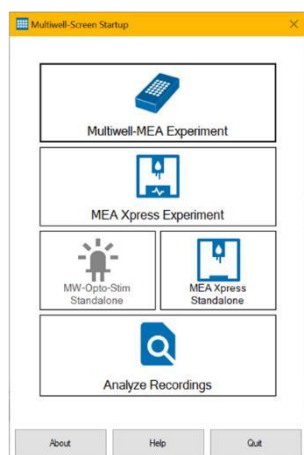 Multiwell-Screen Startup
Multiwell-MEA Experiment
MEA Xpress Experiment
MW-Opto-Stim
Standalone
MEA Xpress
Standalone
Analyze Recordings
About
Help
Quit